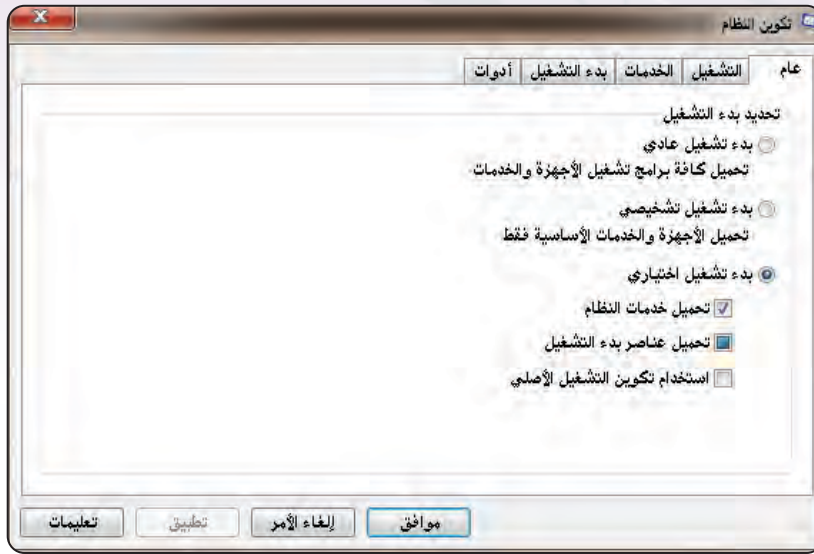 تكوين النظام
عام التشغيل الخدمات بدء التشغيل أدوات
تحديد بدء التشغيل
بدء تشغيل عادي
تحميل كافة برامج تشغيل الأجهزة والخدمات
بدء تشغيل تشخيصي
تحميل الأجهزة والخدمات الأساسية فقط
بدء تشغيل اختياري
تحميل خدمات النظام
تحميل عناصر بدء التشغيل
استخدام تكوين التشغيل الأصلي
موافق إلغاء الأمر تطبيق تعليمات